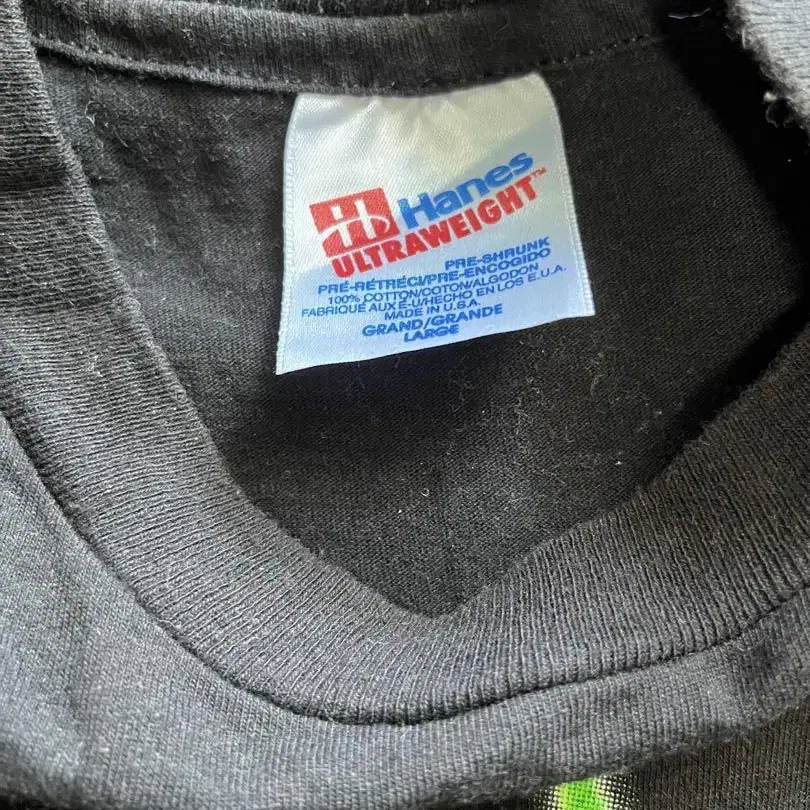 Hanes
ULTRAWEIGHT™
PRE-SHRUNK
PRÉ-RÉTRÉCI/PRE-ENCOGIDO
100% COTTON/COTON/ALGODON
FABRIQUE AUX E-U/HECHO EN LOS E.U.A.
MADE IN U.S.A.
GRAND/GRANDE
LARGE